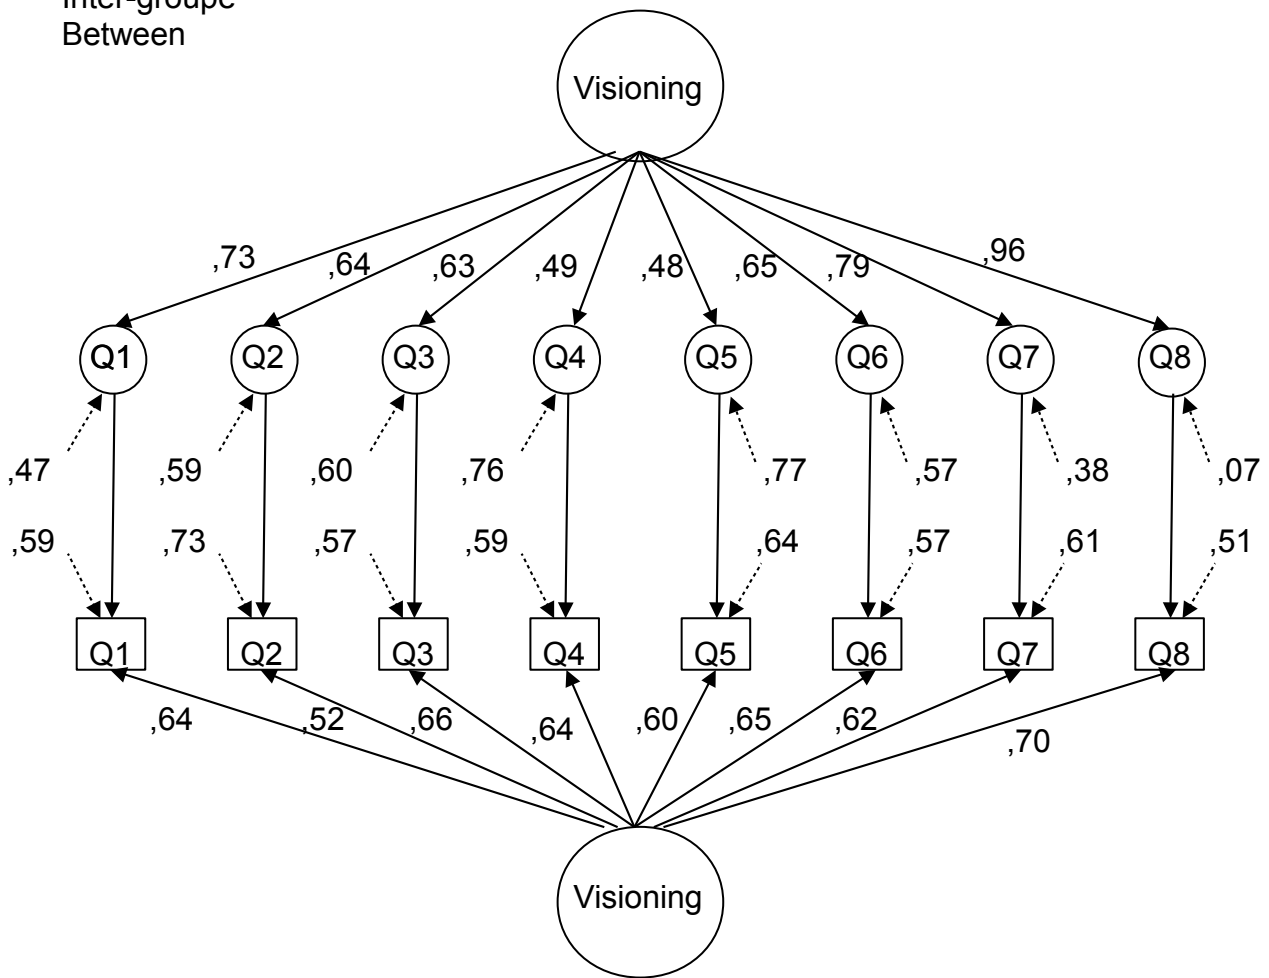 Inter-groupe
Between
Visioning
,73 ,64 ,63 ,49 ,48 ,65 ,79 ,96
Q1 Q2 Q3 Q4 Q5 Q6 Q7 Q8
,47 ,59 ,60 ,76 ,77 ,57 ,38 ,07
,59 ,73 ,57 ,59 ,64 ,57 ,61 ,51
Q1 Q2 Q3 Q4 Q5 Q6 Q7 Q8
,64 ,52 ,66 ,64 ,60 ,65 ,62 ,70
Visioning